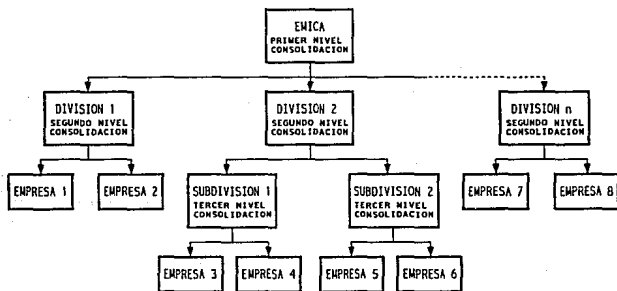 EMICA
PRIMER NIVEL
CONSOLIDACION
DIVISION 1
SEGUNDO NIVEL
CONSOLIDACION
DIVISION 2
SEGUNDO NIVEL
CONSOLIDACION
DIVISION n
SEGUNDO NIVEL
CONSOLIDACION
EMPRESA 1
EMPRESA 2
SUBDIVISION 1
TERCER NIVEL
CONSOLIDACION
SUBDIVISION 2
TERCER NIVEL
CONSOLIDACION
EMPRESA 7
EMPRESA 8
EMPRESA 3
EMPRESA 4
EMPRESA 5
EMPRESA 6